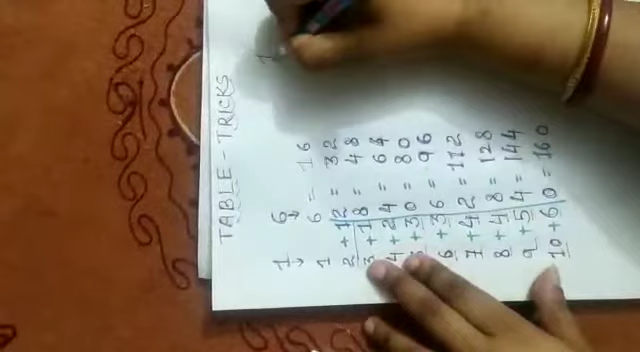 TABLE - TRICKS
1 6
1 6 = 16
2 + 12 = 32
3 + 18 = 48
4 + 24 = 64
5 + 30 = 80
6 + 36 = 96
7 + 42 = 112
8 + 48 = 128
9 + 54 = 144
10 + 60 = 160
1